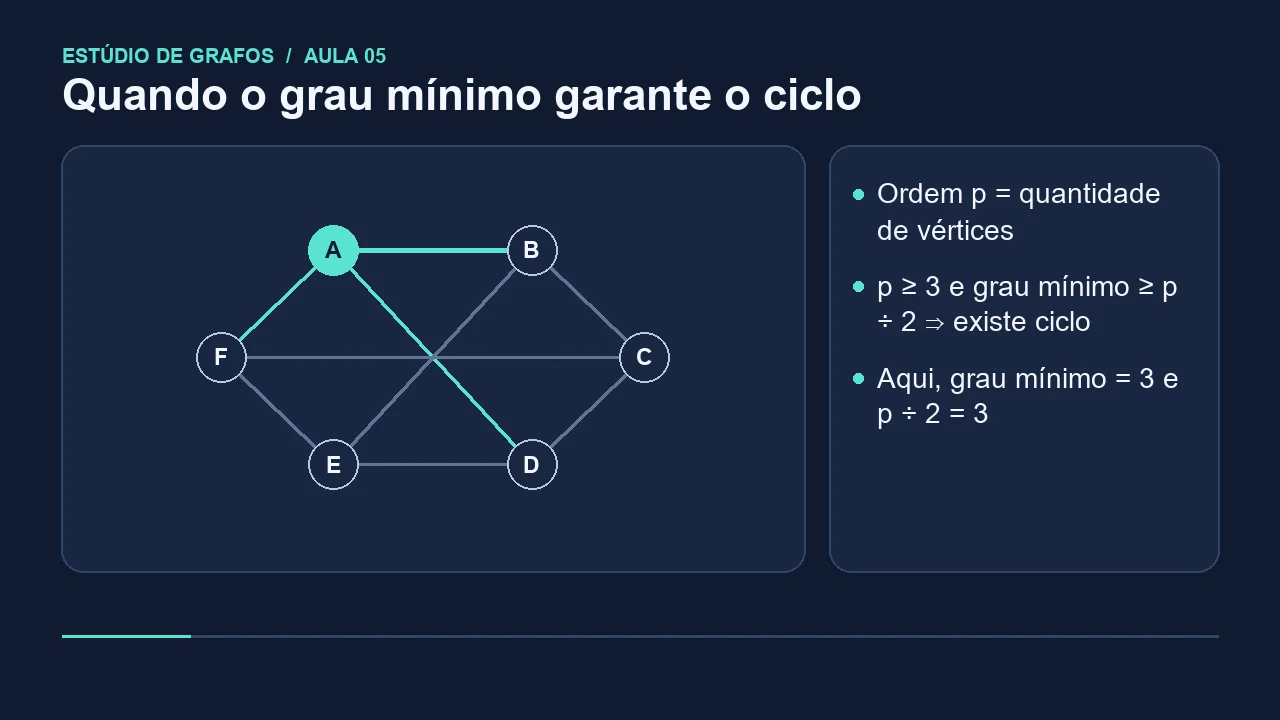 ESTÚDIO DE GRAFOS / AULA 05
Quando o grau mínimo garante o ciclo
A
B
F
C
E
D
Ordem p = quantidade
de vértices
p ≥ 3 e grau mínimo ≥ p
÷ 2 ⇒ existe ciclo
Aqui, grau mínimo = 3 e
p ÷ 2 = 3